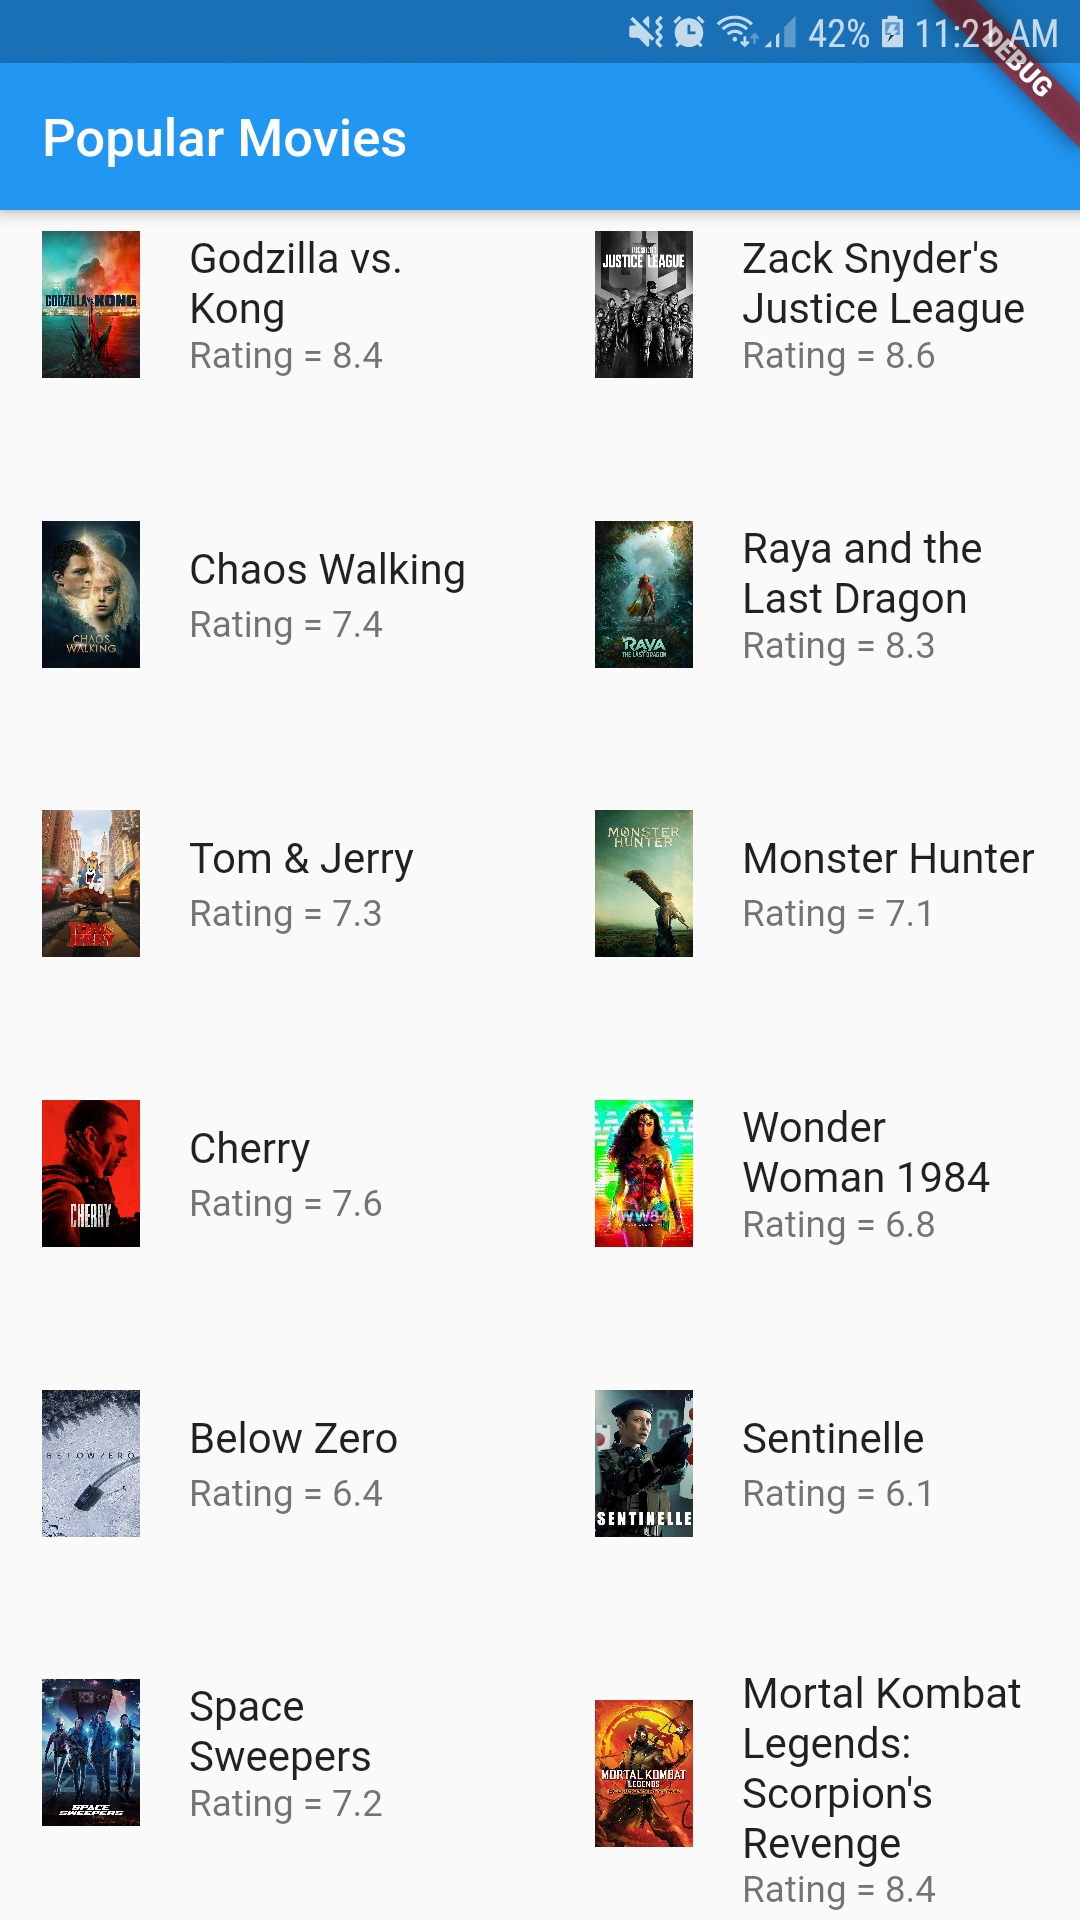 42% 11:21 AM
DEBUG
Popular Movies
GODZILLA vs KONG
Godzilla vs.
Kong
Rating = 8.4
JUSTICE LEAGUE
Zack Snyder's
Justice League
Rating = 8.6
CHAOS
WALKING
Chaos Walking
Rating = 7.4
RAYA
THE LAST DRAGON
Raya and the
Last Dragon
Rating = 8.3
TOM&
JERRY
Tom & Jerry
Rating = 7.3
MONSTER
HUNTER
Monster Hunter
Rating = 7.1
CHERRY
Cherry
Rating = 7.6
WW84
Wonder
Woman 1984
Rating = 6.8
BELOW ZERO
Below Zero
Rating = 6.4
SENTINELLE
Sentinelle
Rating = 6.1
SPACE
SWEEPERS
Space
Sweepers
Rating = 7.2
MORTAL KOMBAT
LEGENDS
Mortal Kombat
Legends:
Scorpion's
Revenge
Rating = 8.4